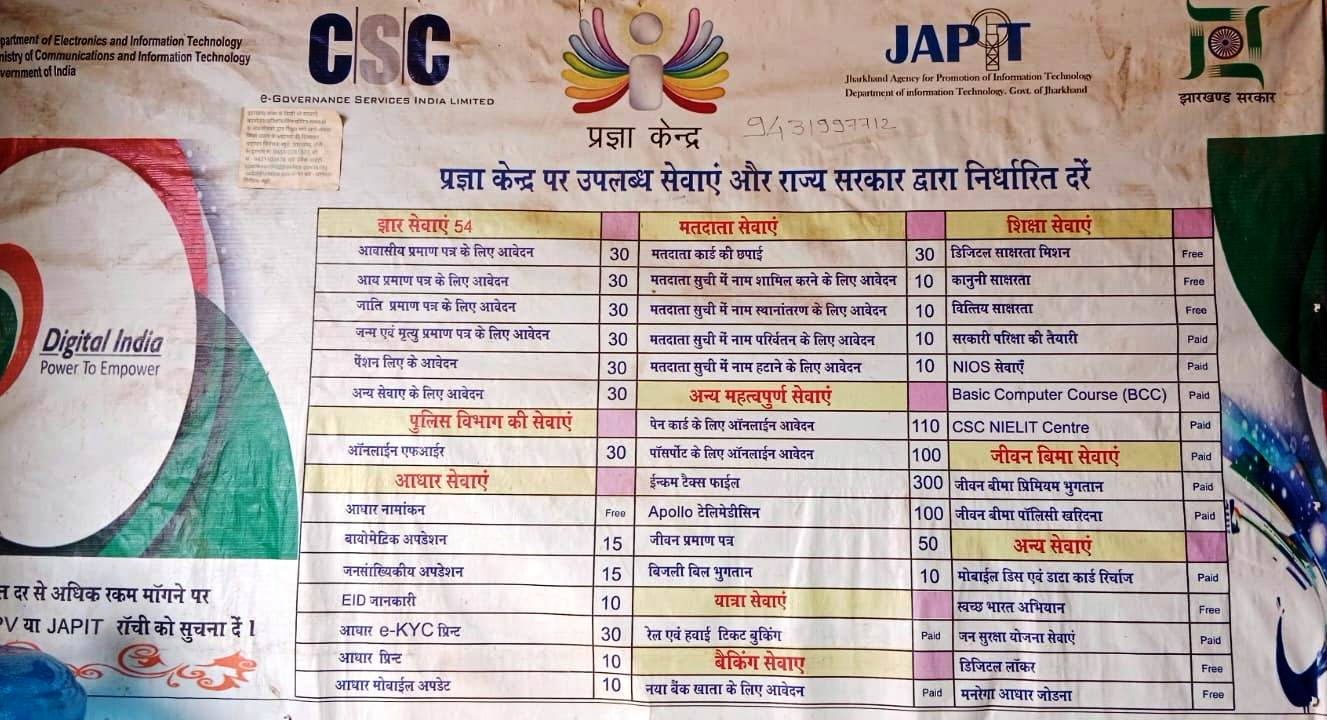 partment of Electronics and Information Technology
nistry of Communications and Information Technology
vernment of India
CSC
e-GOVERNANCE SERVICES INDIA LIMITED
प्रज्ञा केन्द्र
9431997712
JAPIT
Jharkhand Agency for Promotion of Information Technology
Department of information Technology. Govt. of Jharkhand
झारखण्ड सरकार
प्रज्ञा केन्द्र पर उपलब्ध सेवाएं और राज्य सरकार द्वारा निर्धारित दरें
Digital India
Power To Empower
त दर से अधिक रकम माँगने पर
PV या JAPIT राँची को सुचना दें ।
झार सेवाएं 54
आवासीय प्रमाण पत्र के लिए आवेदन 30
आय प्रमाण पत्र के लिए आवेदन 30
जाति प्रमाण पत्र के लिए आवेदन 30
जन्म एवं मृत्यु प्रमाण पत्र के लिए आवेदन 30
पेंशन लिए के आवेदन 30
अन्य सेवाए के लिए आवेदन 30
पुलिस विभाग की सेवाएं
ऑनलाईन एफआईर 30
आधार सेवाएं
आधार नामांकन Free
बायोमेटिक अपडेशन 15
जनसांख्यिकीय अपडेशन 15
EID जानकारी 10
आधार e-KYC प्रिन्ट 30
आधार प्रिन्ट 10
आधार मोबाईल अपडेट 10
मतदाता सेवाएं
मतदाता कार्ड की छपाई 30
मतदाता सुची में नाम शामिल करने के लिए आवेदन 10
मतदाता सुची में नाम स्थानांतरण के लिए आवेदन 10
मतदाता सुची में नाम परिर्वतन के लिए आवेदन 10
मतदाता सुची में नाम हटाने के लिए आवेदन 10
अन्य महत्वपुर्ण सेवाएं
पेन कार्ड के लिए ऑनलाईन आवेदन 110
पॉसर्पोट के लिए ऑनलाईन आवेदन 100
ईन्कम टैक्स फाईल 300
Apollo टेलिमेडीसिन 100
जीवन प्रमाण पत्र 50
बिजली बिल भुगतान 10
यात्रा सेवाएं
रेल एवं हवाई टिकट बुकिंग Paid
बैकिंग सेवाए
नया बैंक खाता के लिए आवेदन Paid
शिक्षा सेवाएं
डिजिटल साक्षरता मिशन Free
कानुनी साक्षरता Free
वित्तिय साक्षरता Free
सरकारी परिक्षा की तैयारी Paid
NIOS सेवाएँ Paid
Basic Computer Course (BCC) Paid
CSC NIELIT Centre Paid
जीवन बिमा सेवाएं Paid
जीवन बीमा प्रिमियम भुगतान Paid
जीवन बीमा पॉलिसी खरिदना Paid
अन्य सेवाएं
मोबाईल डिस एवं डाटा कार्ड रिर्चाज Paid
स्वच्छ भारत अभियान Free
जन सुरक्षा योजना सेवाएं Paid
डिजिटल लॉकर Free
मनरेगा आधार जोडना Free